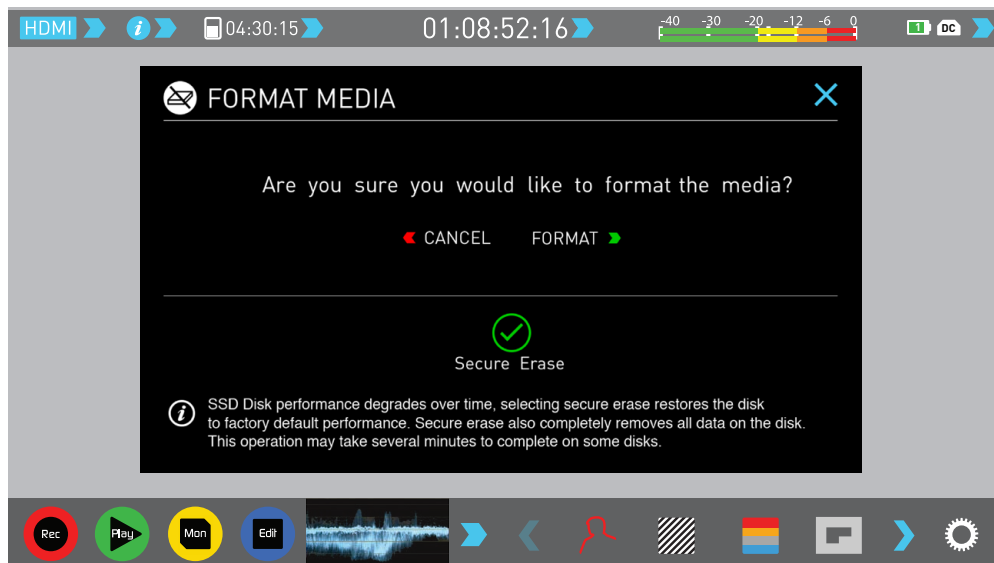 HDMI i 04:30:15 01:08:52:16 -40 -30 -20 -12 -6 0 1 DC
FORMAT MEDIA
Are you sure you would like to format the media?
CANCEL FORMAT
Secure Erase
i SSD Disk performance degrades over time, selecting secure erase restores the disk
to factory default performance. Secure erase also completely removes all data on the disk.
This operation may take several minutes to complete on some disks.
Rec Play Mon Edit